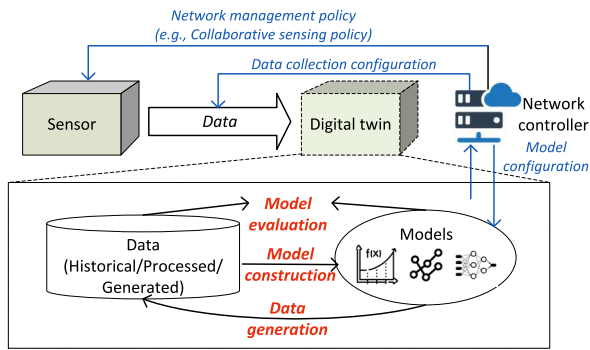 Network management policy
(e.g., Collaborative sensing policy)
Data collection configuration
Sensor
Data
Digital twin
Network
controller
Model
configuration
Model
evaluation
Data
(Historical/Processed/
Generated)
Model
construction
Models
f(X)
Data
generation